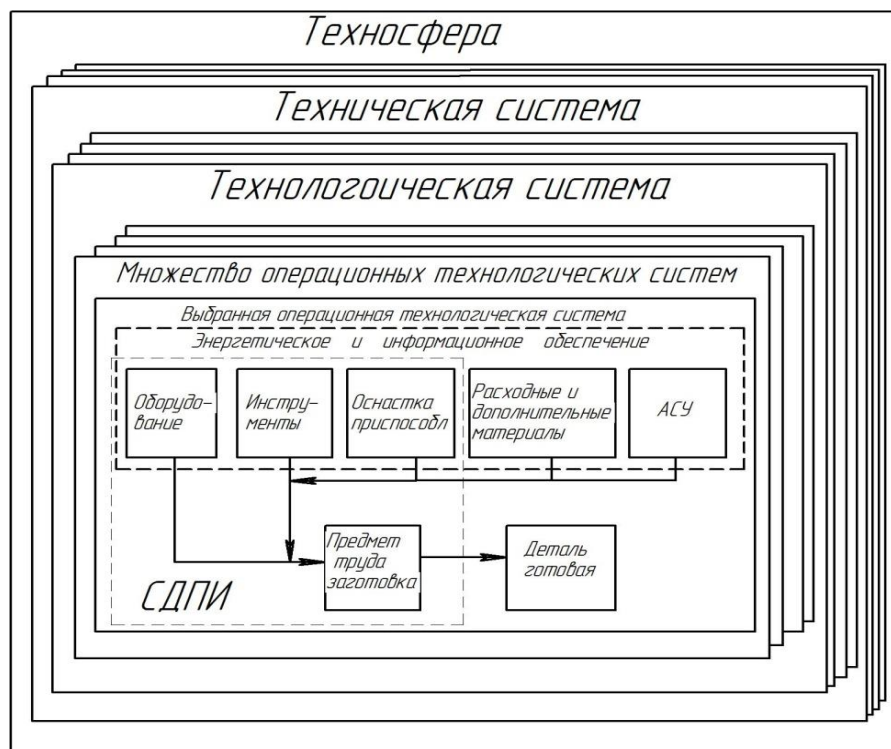 Техносфера
Техническая система
Технологоическая система
Множество операционных технологических систем
Выбранная операционная технологическая система
Энергетическое и информационное обеспечение
Оборудо-
вание
Инстру-
менты
Оснастка
приспособл
Расходные и
дополнительные
материалы
АСУ
Предмет
труда
заготовка
Деталь
готовая
СДПИ